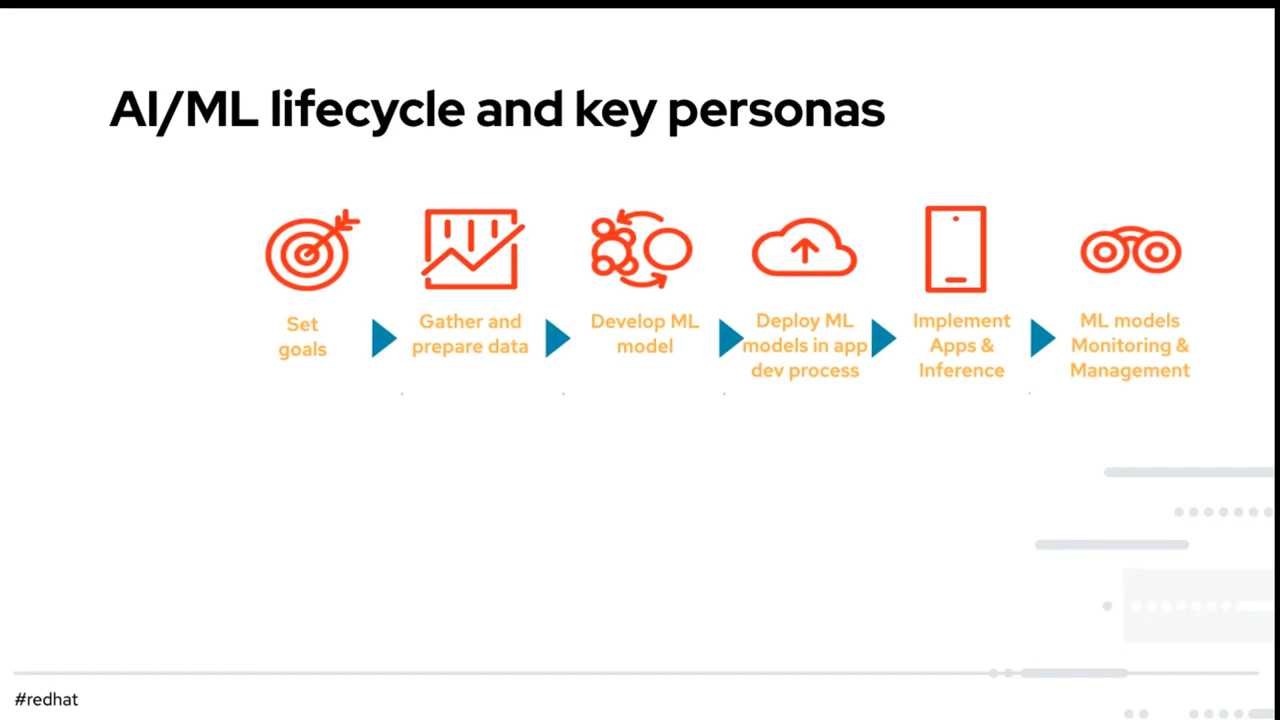 AI/ML lifecycle and key personas
Set
goals
Gather and
prepare data
Develop ML
model
Deploy ML
models in app
dev process
Implement
Apps &
Inference
ML models
Monitoring &
Management
#redhat